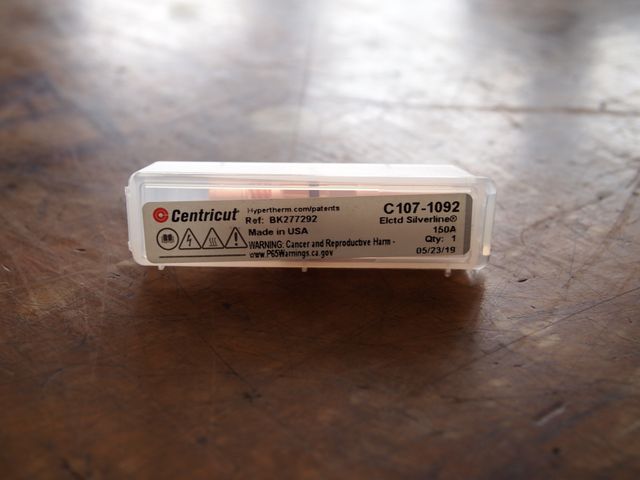 Centricut
Hypertherm.com/patents
Ref: BK277292
Made in USA
WARNING: Cancer and Reproductive Harm -
www.P65Warnings.ca.gov
C107-1092
Elctd Silverline®
150A
Qty: 1
05/23/19